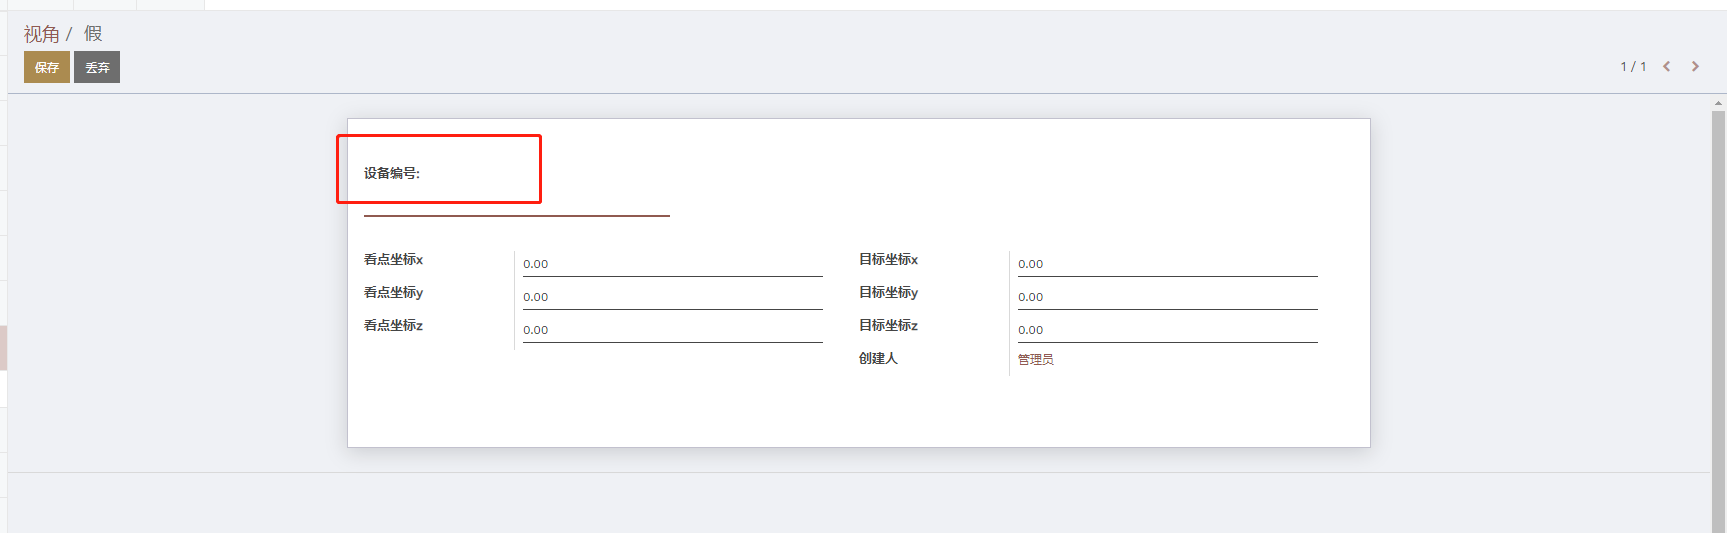 视角 / 假
保存 丢弃
1 / 1
设备编号:
看点坐标x 0.00 目标坐标x 0.00
看点坐标y 0.00 目标坐标y 0.00
看点坐标z 0.00 目标坐标z 0.00
创建人 管理员